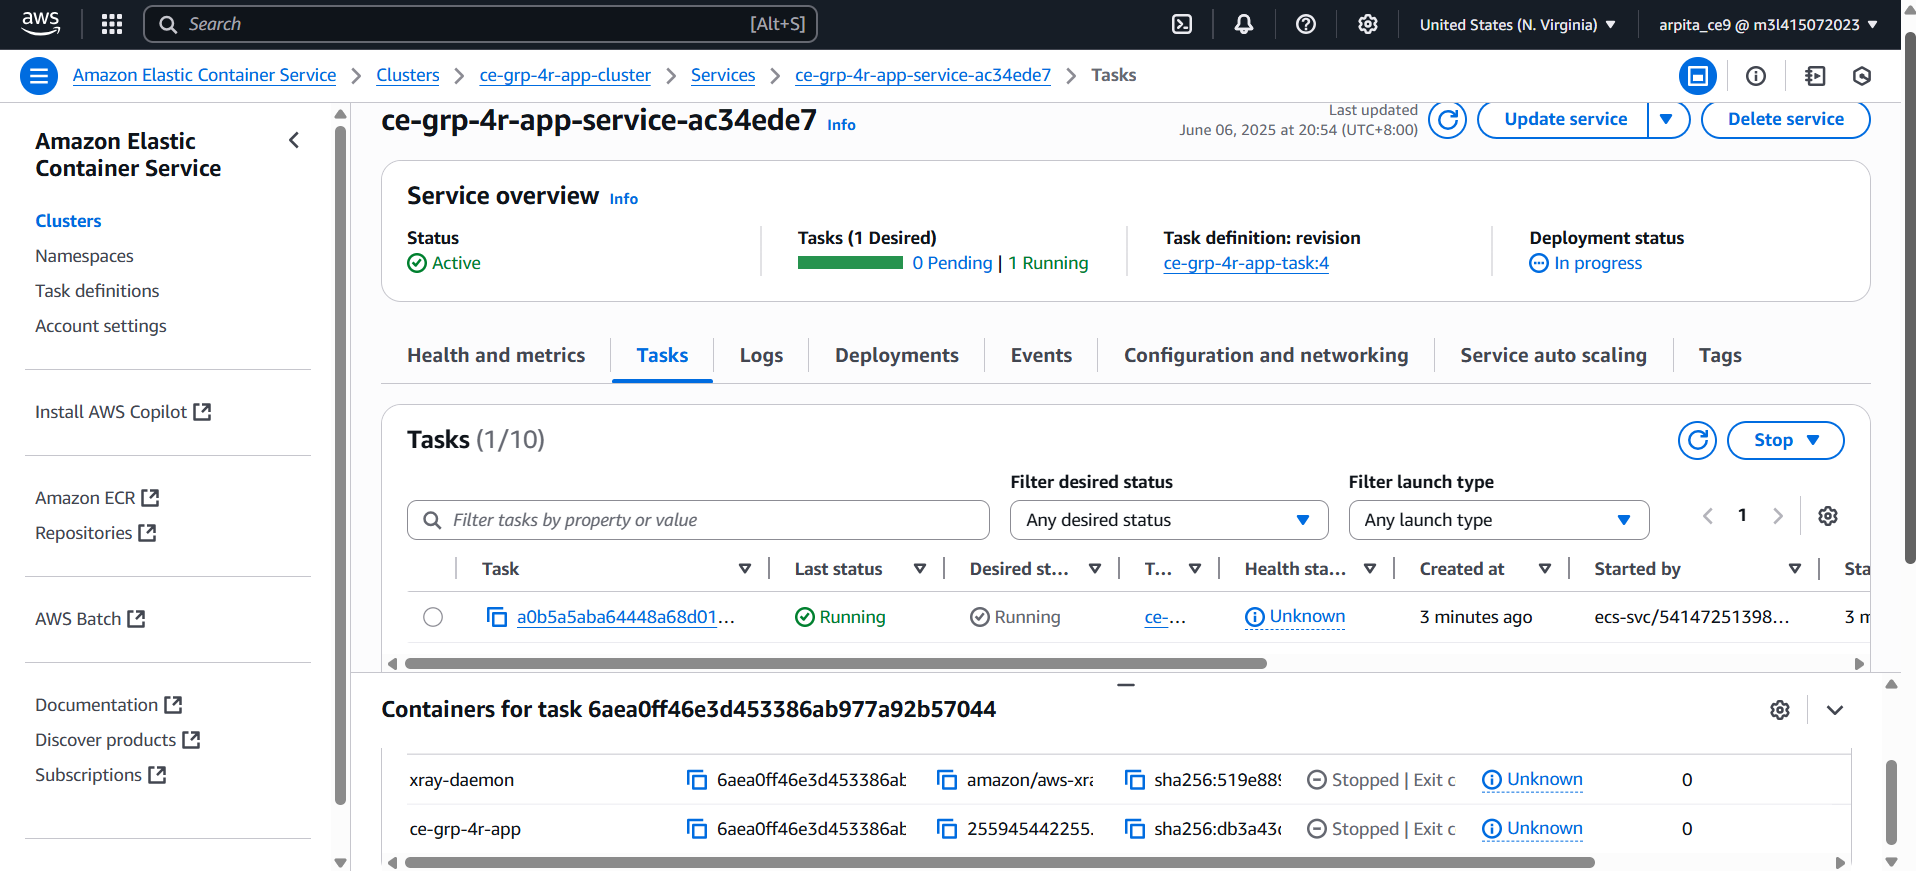 aws
Search [Alt+S]
United States (N. Virginia)
arpita_ce9 @ m3l415072023
Amazon Elastic Container Service > Clusters > ce-grp-4r-app-cluster > Services > ce-grp-4r-app-service-ac34ede7 > Tasks
Amazon Elastic
Container Service
Clusters
Namespaces
Task definitions
Account settings
Install AWS Copilot
Amazon ECR
Repositories
AWS Batch
Documentation
Discover products
Subscriptions
ce-grp-4r-app-service-ac34ede7 Info
Last updated
June 06, 2025 at 20:54 (UTC+8:00)
Update service
Delete service
Service overview Info
Status
Active
Tasks (1 Desired)
0 Pending | 1 Running
Task definition: revision
ce-grp-4r-app-task:4
Deployment status
In progress
Health and metrics Tasks Logs Deployments Events Configuration and networking Service auto scaling Tags
Tasks (1/10)
Stop
Filter tasks by property or value
Filter desired status
Any desired status
Filter launch type
Any launch type
1
Task Last status Desired st... T... Health sta... Created at Started by Sta
a0b5a5aba64448a68d01... Running Running ce-... Unknown 3 minutes ago ecs-svc/54147251398... 3 m
Containers for task 6aea0ff46e3d453386ab977a92b57044
xray-daemon 6aea0ff46e3d453386ab amazon/aws-xra sha256:519e889 Stopped | Exit c Unknown 0
ce-grp-4r-app 6aea0ff46e3d453386ab 255945442255. sha256:db3a43c Stopped | Exit c Unknown 0